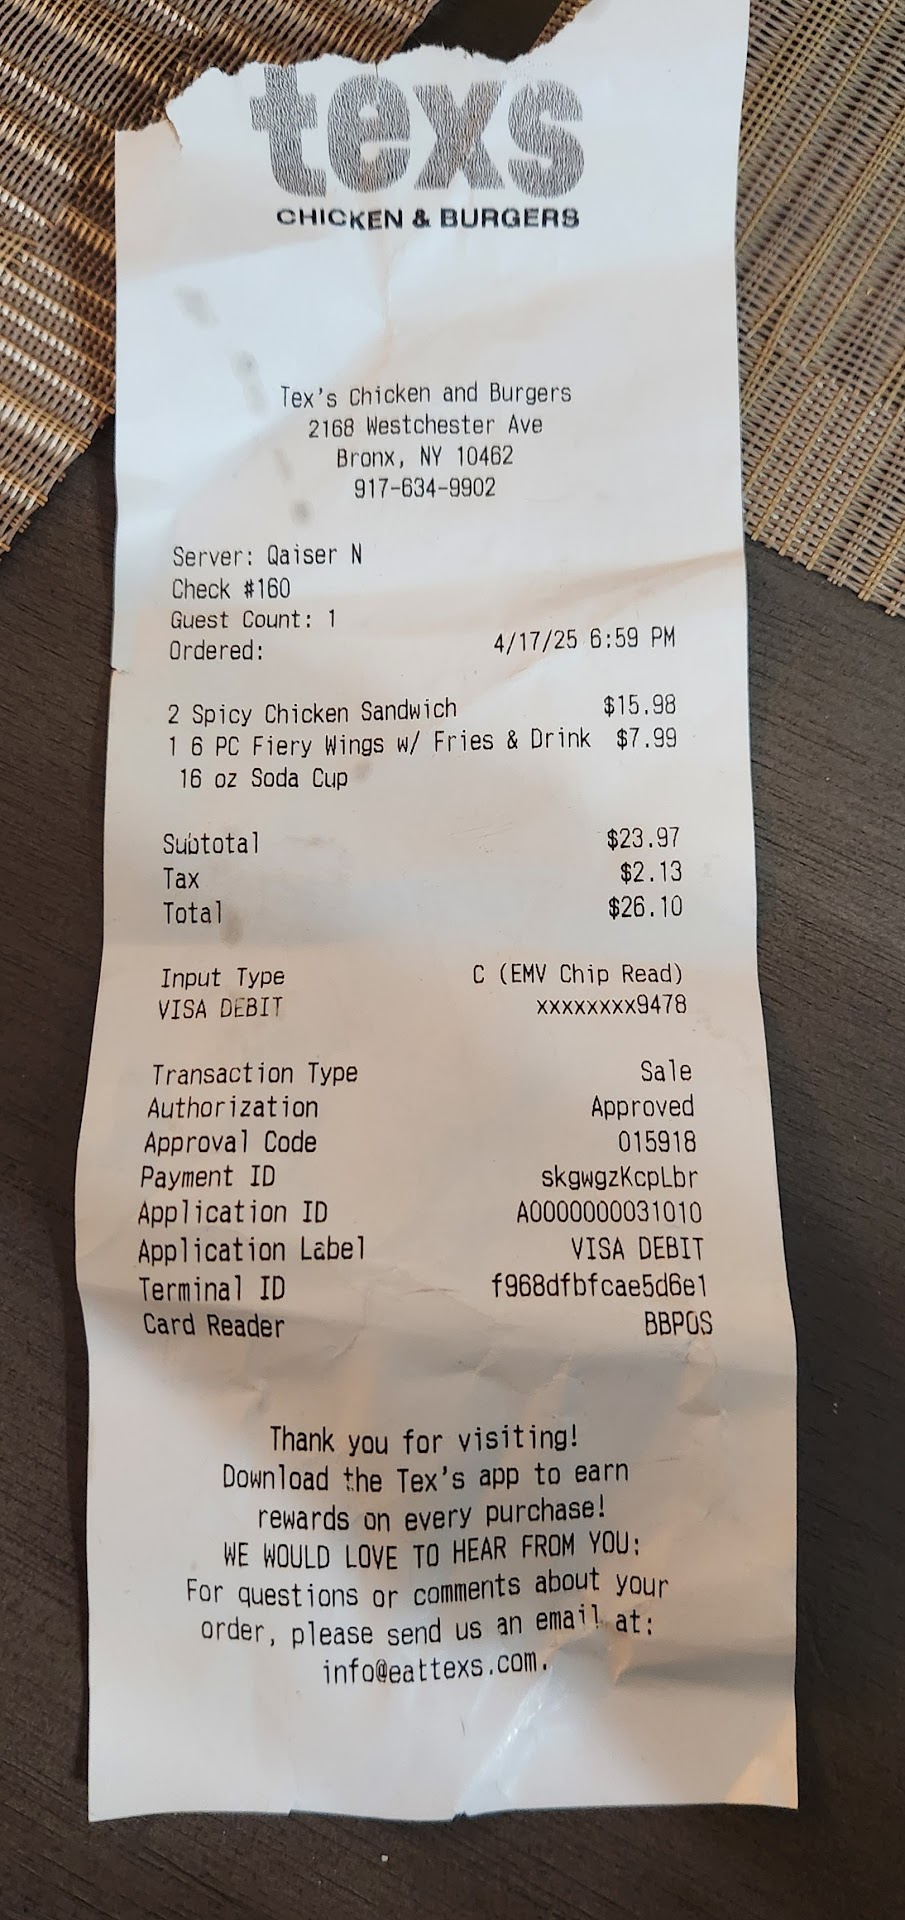 texs
CHICKEN & BURGERS
Tex's Chicken and Burgers
2168 Westchester Ave
Bronx, NY 10462
917-634-9902
Server: Qaiser N
Check #160
Guest Count: 1
Ordered: 4/17/25 6:59 PM
2 Spicy Chicken Sandwich $15.98
1 6 PC Fiery Wings w/ Fries & Drink $7.99
16 oz Soda Cup
Subtotal $23.97
Tax $2.13
Total $26.10
Input Type C (EMV Chip Read)
VISA DEBIT xxxxxxxx9478
Transaction Type Sale
Authorization Approved
Approval Code 015918
Payment ID skgwgzKcpLbr
Application ID A0000000031010
Application Label VISA DEBIT
Terminal ID f968dfbfcae5d6e1
Card Reader BBPOS
Thank you for visiting!
Download the Tex's app to earn
rewards on every purchase!
WE WOULD LOVE TO HEAR FROM YOU:
For questions or comments about your
order, please send us an email at:
info@eattexs.com.